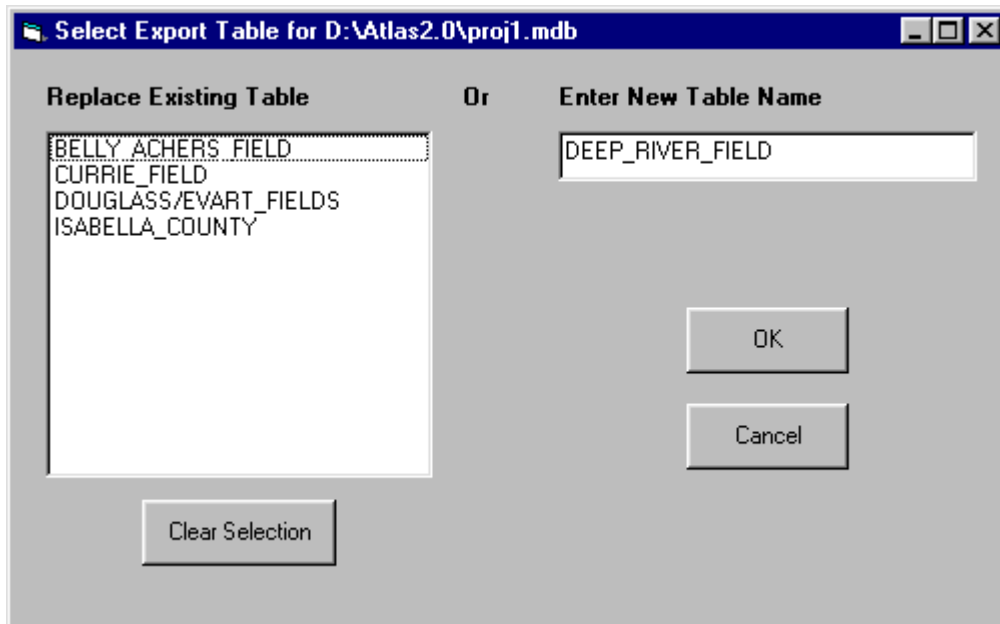 Select Export Table for D:\Atlas2.0\proj1.mdb
Replace Existing Table
Or
Enter New Table Name
BELLY_ACHERS_FIELD
CURRIE_FIELD
DOUGLASS/EVART_FIELDS
ISABELLA_COUNTY
DEEP_RIVER_FIELD
OK
Cancel
Clear Selection